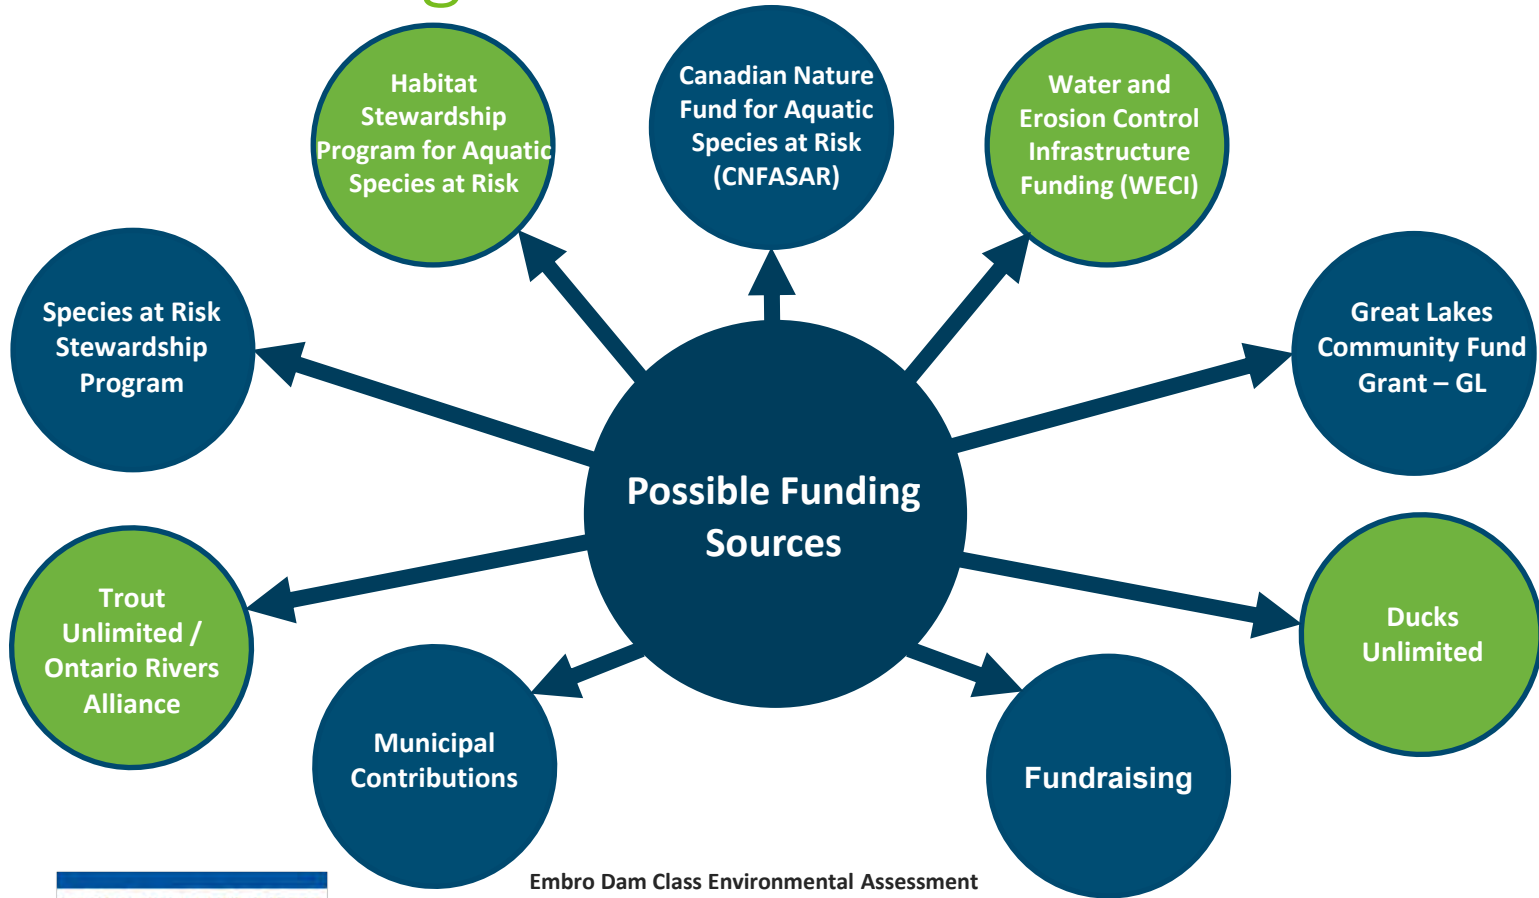 Habitat
Stewardship
Program for Aquatic
Species at Risk
Canadian Nature
Fund for Aquatic
Species at Risk
(CNFASAR)
Water and
Erosion Control
Infrastructure
Funding (WECI)
Species at Risk
Stewardship
Program
Great Lakes
Community Fund
Grant – GL
Possible Funding
Sources
Trout
Unlimited /
Ontario Rivers
Alliance
Ducks
Unlimited
Municipal
Contributions
Fundraising
Embro Dam Class Environmental Assessment